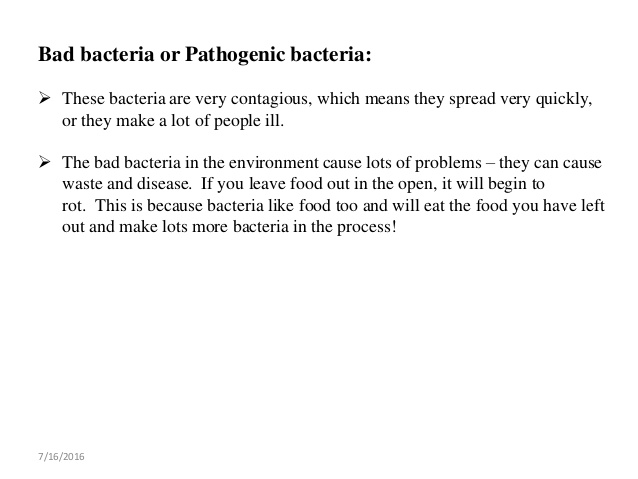 Bad bacteria or Pathogenic bacteria:
➢ These bacteria are very contagious, which means they spread very quickly,
or they make a lot of people ill.
➢ The bad bacteria in the environment cause lots of problems – they can cause
waste and disease.  If you leave food out in the open, it will begin to
rot.  This is because bacteria like food too and will eat the food you have left
out and make lots more bacteria in the process!
7/16/2016